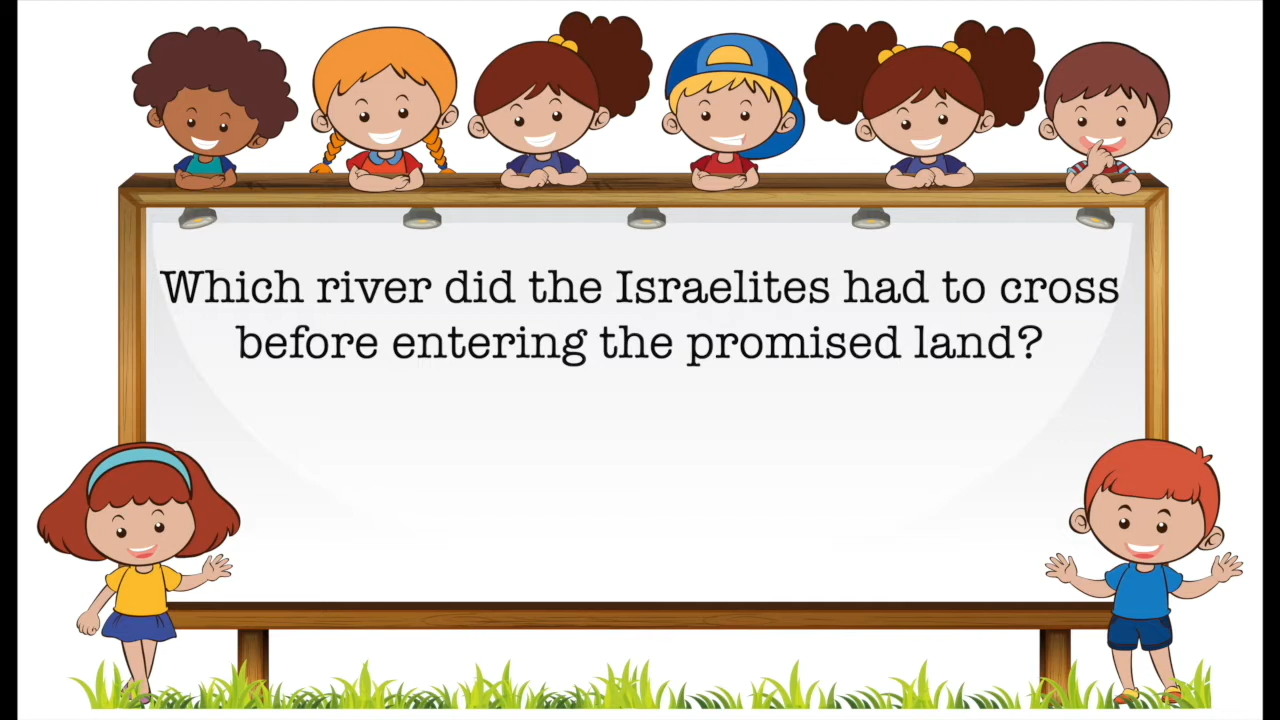 Which river did the Israelites had to cross
before entering the promised land?